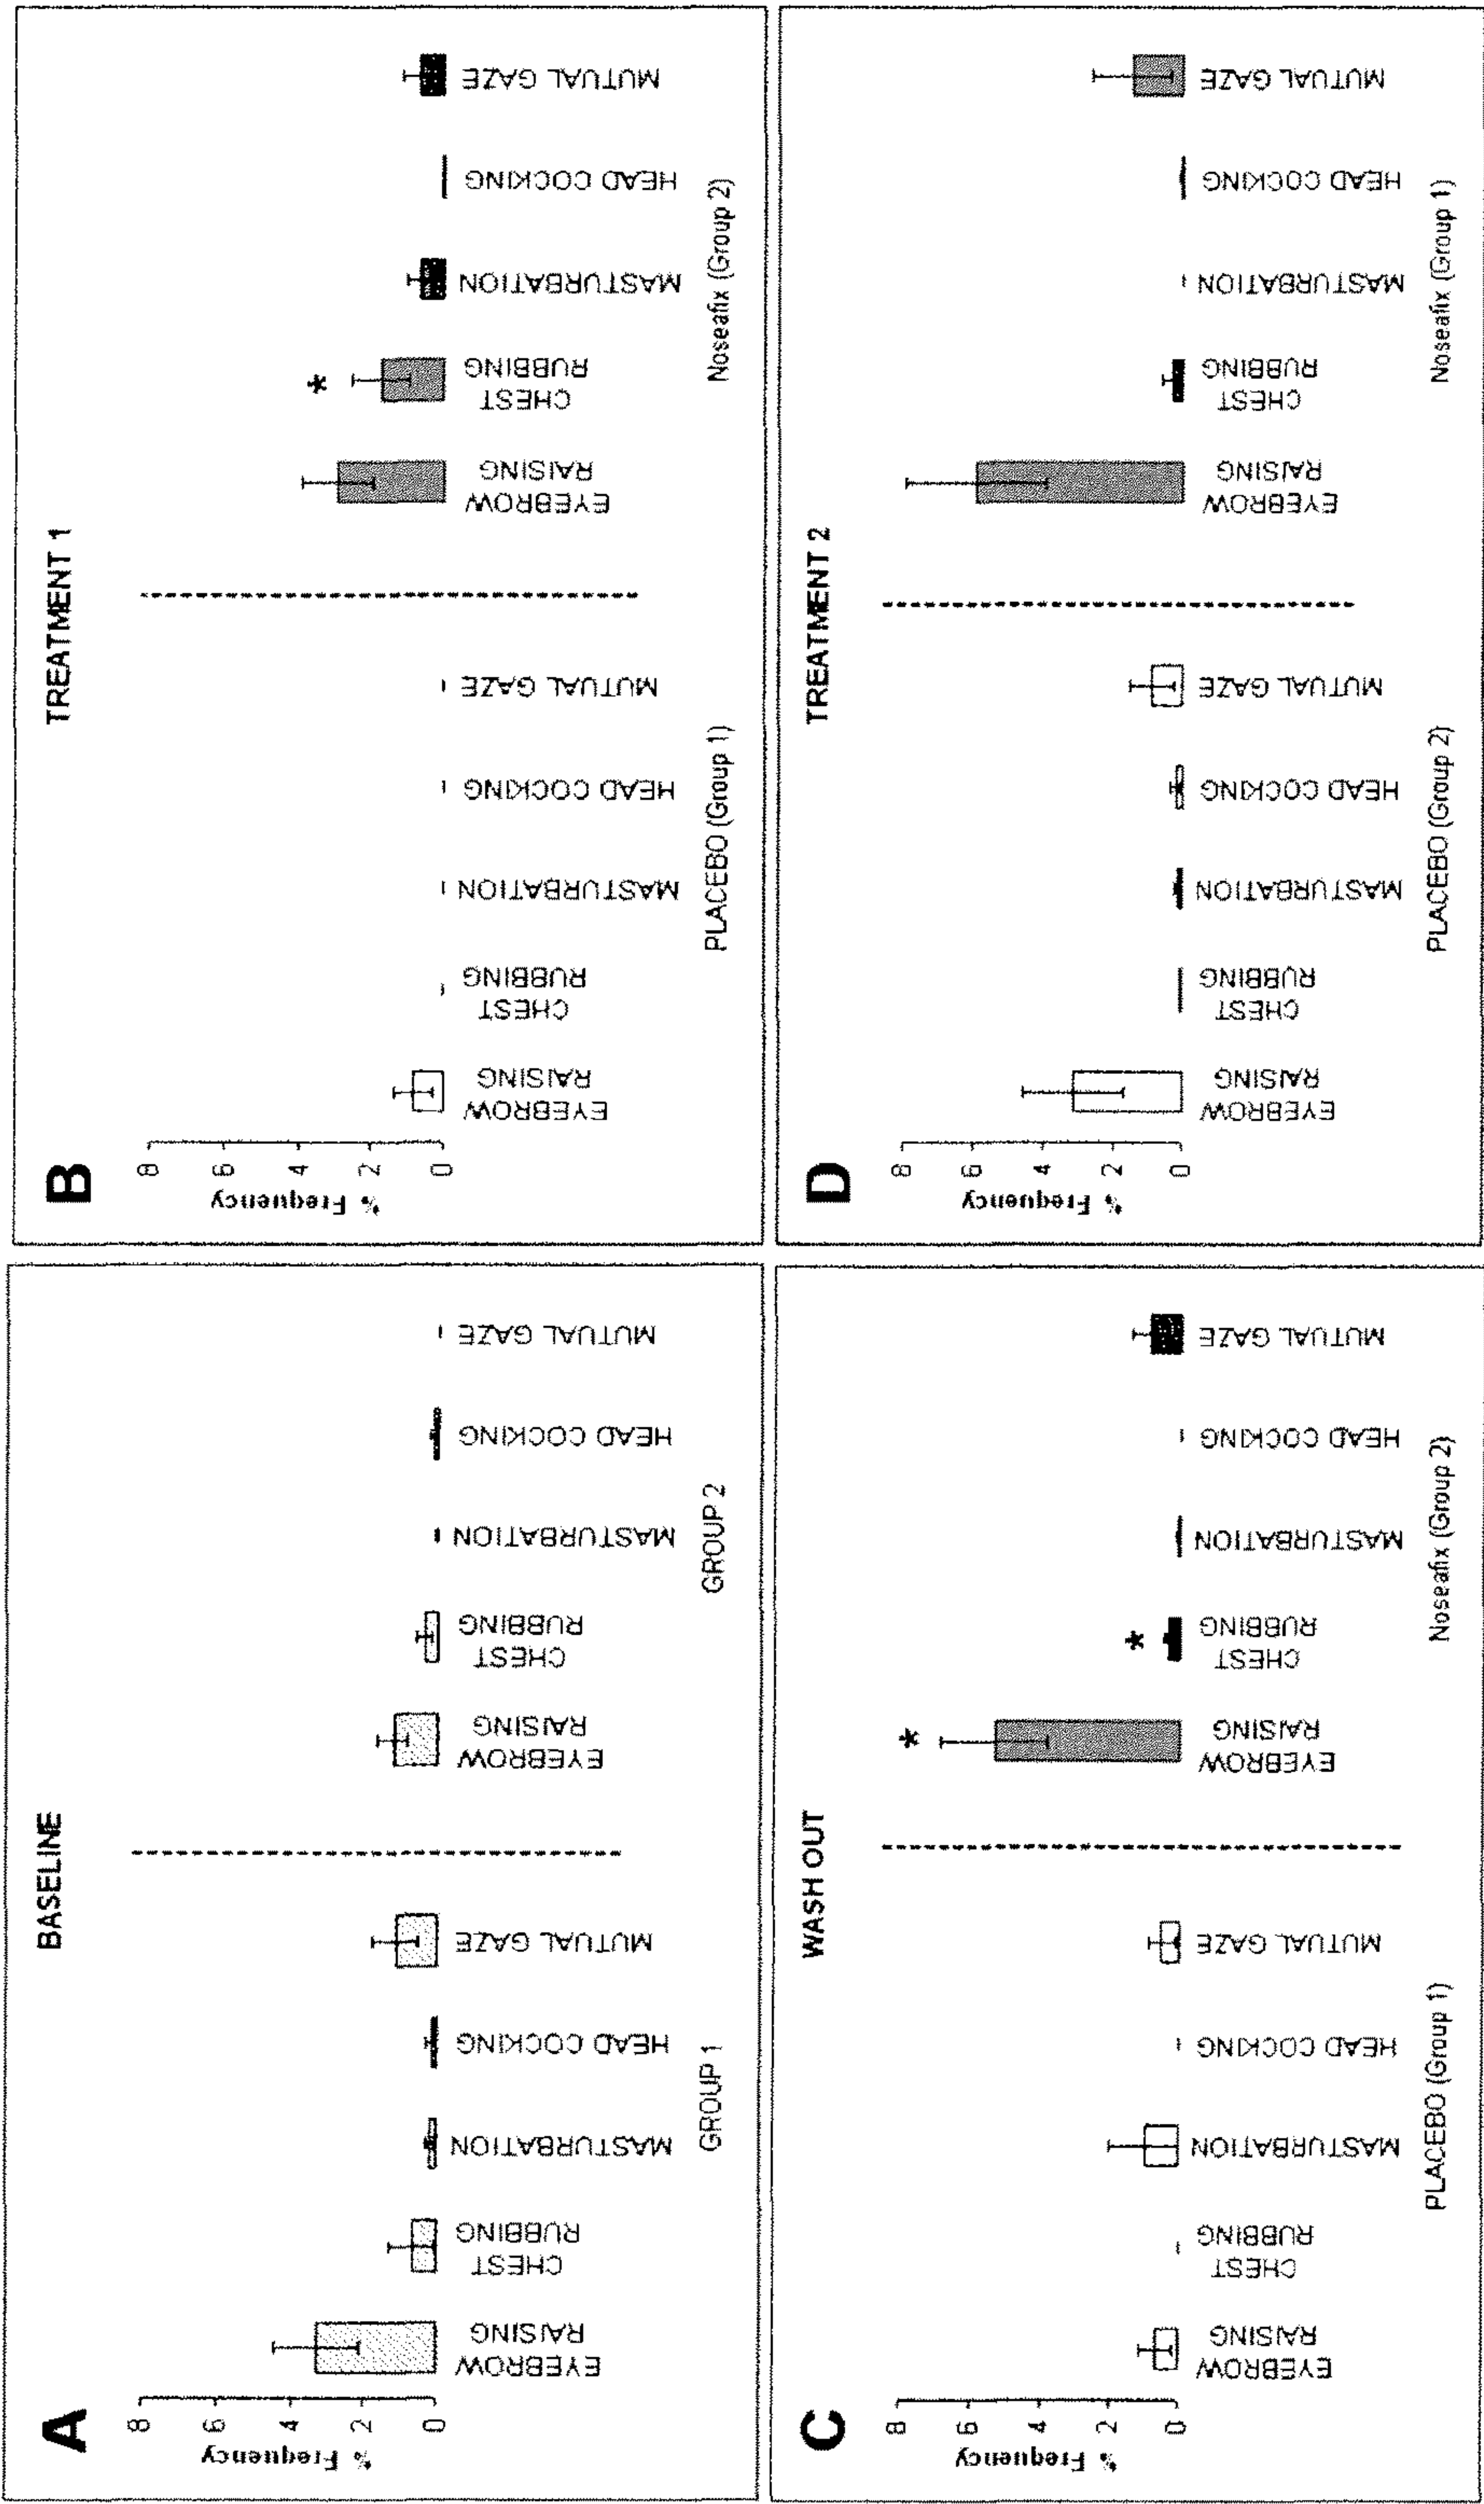 A
BASELINE
% Frequency
8
6
4
2
0
EYEBROW
RAISING
CHEST
RUBBING
MASTURBATION
HEAD COCKING
MUTUAL GAZE
EYEBROW
RAISING
CHEST
RUBBING
MASTURBATION
HEAD COCKING
MUTUAL GAZE
GROUP 1
GROUP 2
B
TREATMENT 1
% Frequency
8
6
4
2
0
*
EYEBROW
RAISING
CHEST
RUBBING
MASTURBATION
HEAD COCKING
MUTUAL GAZE
EYEBROW
RAISING
CHEST
RUBBING
MASTURBATION
HEAD COCKING
MUTUAL GAZE
PLACEBO (Group 1)
Noseafix (Group 2)
C
WASH OUT
% Frequency
8
6
4
2
0
*
*
EYEBROW
RAISING
CHEST
RUBBING
MASTURBATION
HEAD COCKING
MUTUAL GAZE
EYEBROW
RAISING
CHEST
RUBBING
MASTURBATION
HEAD COCKING
MUTUAL GAZE
PLACEBO (Group 1)
Noseafix (Group 2)
D
TREATMENT 2
% Frequency
8
6
4
2
0
EYEBROW
RAISING
CHEST
RUBBING
MASTURBATION
HEAD COCKING
MUTUAL GAZE
EYEBROW
RAISING
CHEST
RUBBING
MASTURBATION
HEAD COCKING
MUTUAL GAZE
PLACEBO (Group 2)
Noseafix (Group 1)